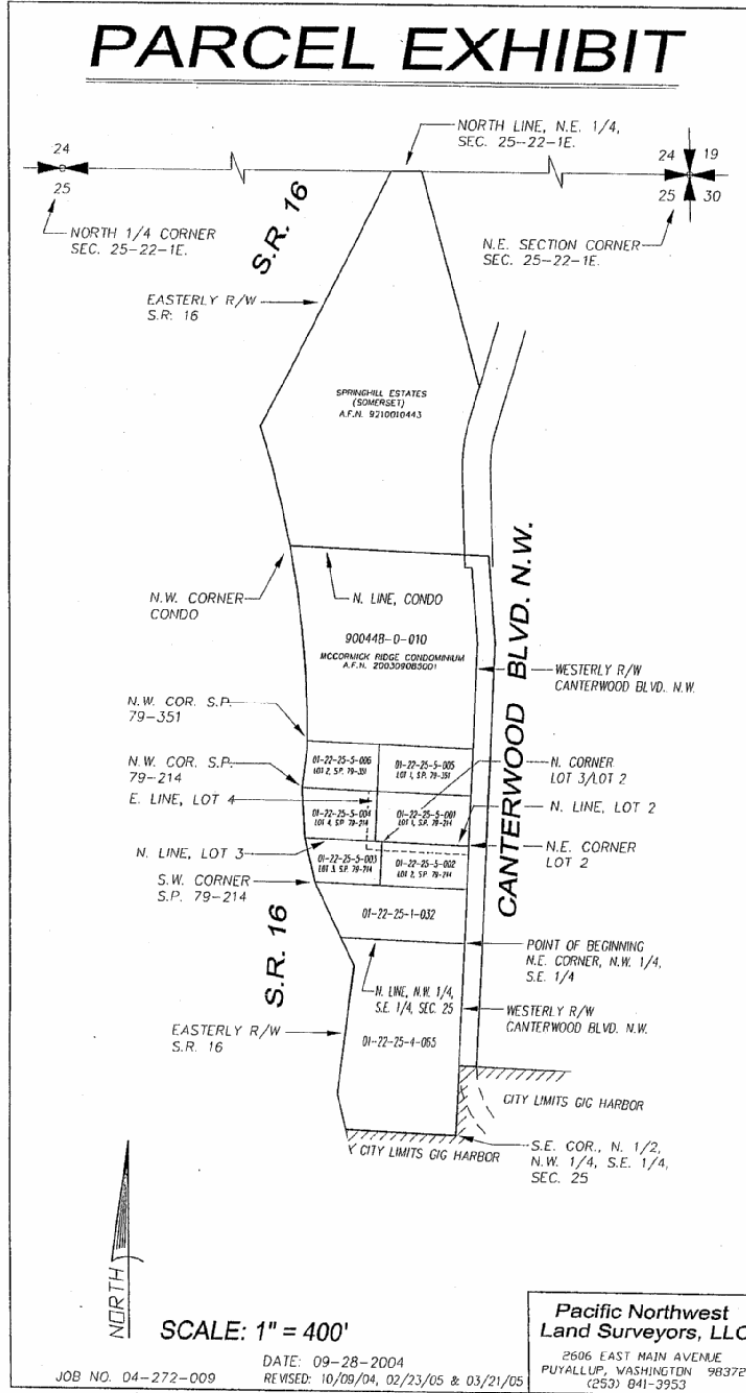 PARCEL EXHIBIT
NORTH LINE, N.E. 1/4,
SEC. 25-22-1E.
24
25
24 19
25 30
NORTH 1/4 CORNER
SEC. 25-22-1E.
S.R. 16
N.E. SECTION CORNER
SEC. 25-22-1E.
EASTERLY R/W
S.R. 16
SPRINGHILL ESTATES
(SOMERSET)
A.F.N. 9210010443
CANTERWOOD BLVD. N.W.
N.W. CORNER
CONDO
N. LINE, CONDO
900448-0-010
MCCORMICK RIDGE CONDOMINIUM
A.F.N. 200309085001
WESTERLY R/W
CANTERWOOD BLVD. N.W.
N.W. COR. S.P.
79-351
01-22-25-5-006
LOT 2, S.P. 79-351
01-22-25-5-005
LOT 1, S.P. 79-351
N. CORNER
LOT 3/LOT 2
N.W. COR. S.P.
79-214
E. LINE, LOT 4
01-22-25-5-004
LOT 4, S.P. 79-214
01-22-25-5-001
LOT 1, S.P. 79-214
N. LINE, LOT 2
N. LINE, LOT 3
01-22-25-5-003
LOT 3, S.P. 79-214
01-22-25-5-002
LOT 2, S.P. 79-214
N.E. CORNER
LOT 2
S.W. CORNER
S.P. 79-214
01-22-25-1-032
S.R. 16
POINT OF BEGINNING
N.E. CORNER, N.W. 1/4,
S.E. 1/4
N. LINE, N.W. 1/4,
S.E. 1/4, SEC. 25
WESTERLY R/W
CANTERWOOD BLVD. N.W.
EASTERLY R/W
S.R. 16
01-22-25-4-065
CITY LIMITS GIG HARBOR
CITY LIMITS GIG HARBOR
S.E. COR., N. 1/2,
N.W. 1/4, S.E. 1/4,
SEC. 25
NORTH
SCALE: 1" = 400'
DATE: 09-28-2004
JOB NO. 04-272-009
REVISED: 10/09/04, 02/23/05 & 03/21/05
Pacific Northwest
Land Surveyors, LLC
2606 EAST MAIN AVENUE
PUYALLUP, WASHINGTON 98372
(253) 841-3953